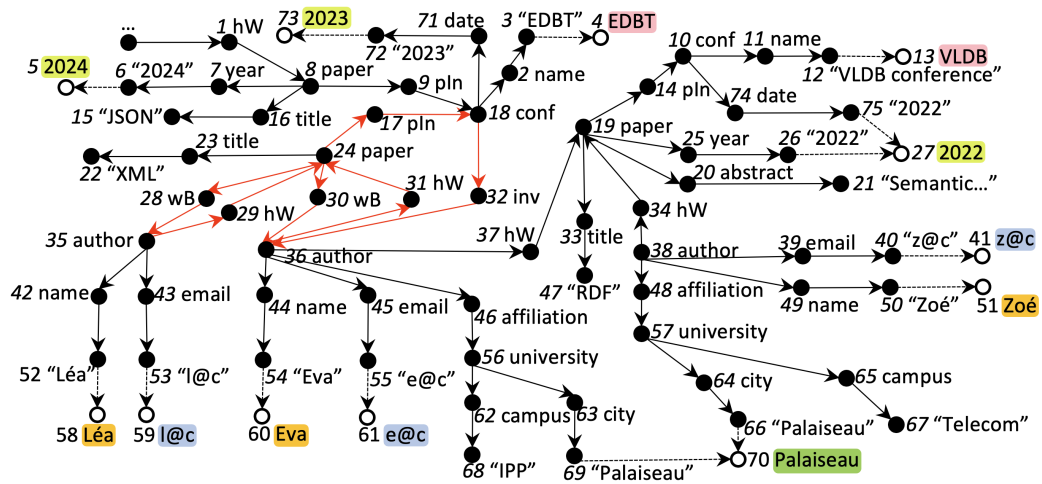 ...
1 hW
73 2023
71 date
3 "EDBT"
4 EDBT
72 "2023"
10 conf
11 name
13 VLDB
12 "VLDB conference"
5 2024
6 "2024"
7 year
8 paper
9 pIn
2 name
14 pIn
74 date
75 "2022"
15 "JSON"
16 title
17 pIn
18 conf
19 paper
25 year
26 "2022"
27 2022
23 title
24 paper
22 "XML"
20 abstract
21 "Semantic..."
28 wB
29 hW
30 wB
31 hW
32 inv
34 hW
33 title
35 author
36 author
37 hW
38 author
39 email
40 "z@c"
41 z@c
47 "RDF"
48 affiliation
49 name
50 "Zoé"
51 Zoé
42 name
43 email
44 name
45 email
46 affiliation
57 university
52 "Léa"
53 "l@c"
54 "Eva"
55 "e@c"
56 university
64 city
65 campus
58 Léa
59 l@c
60 Eva
61 e@c
62 campus
63 city
66 "Palaiseau"
67 "Telecom"
68 "IPP"
69 "Palaiseau"
70 Palaiseau